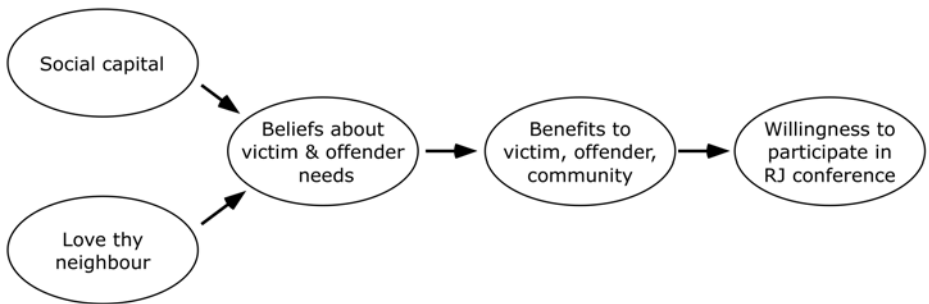 Social capital
Love thy
neighbour
Beliefs about
victim & offender
needs
Benefits to
victim, offender,
community
Willingness to
participate in
RJ conference